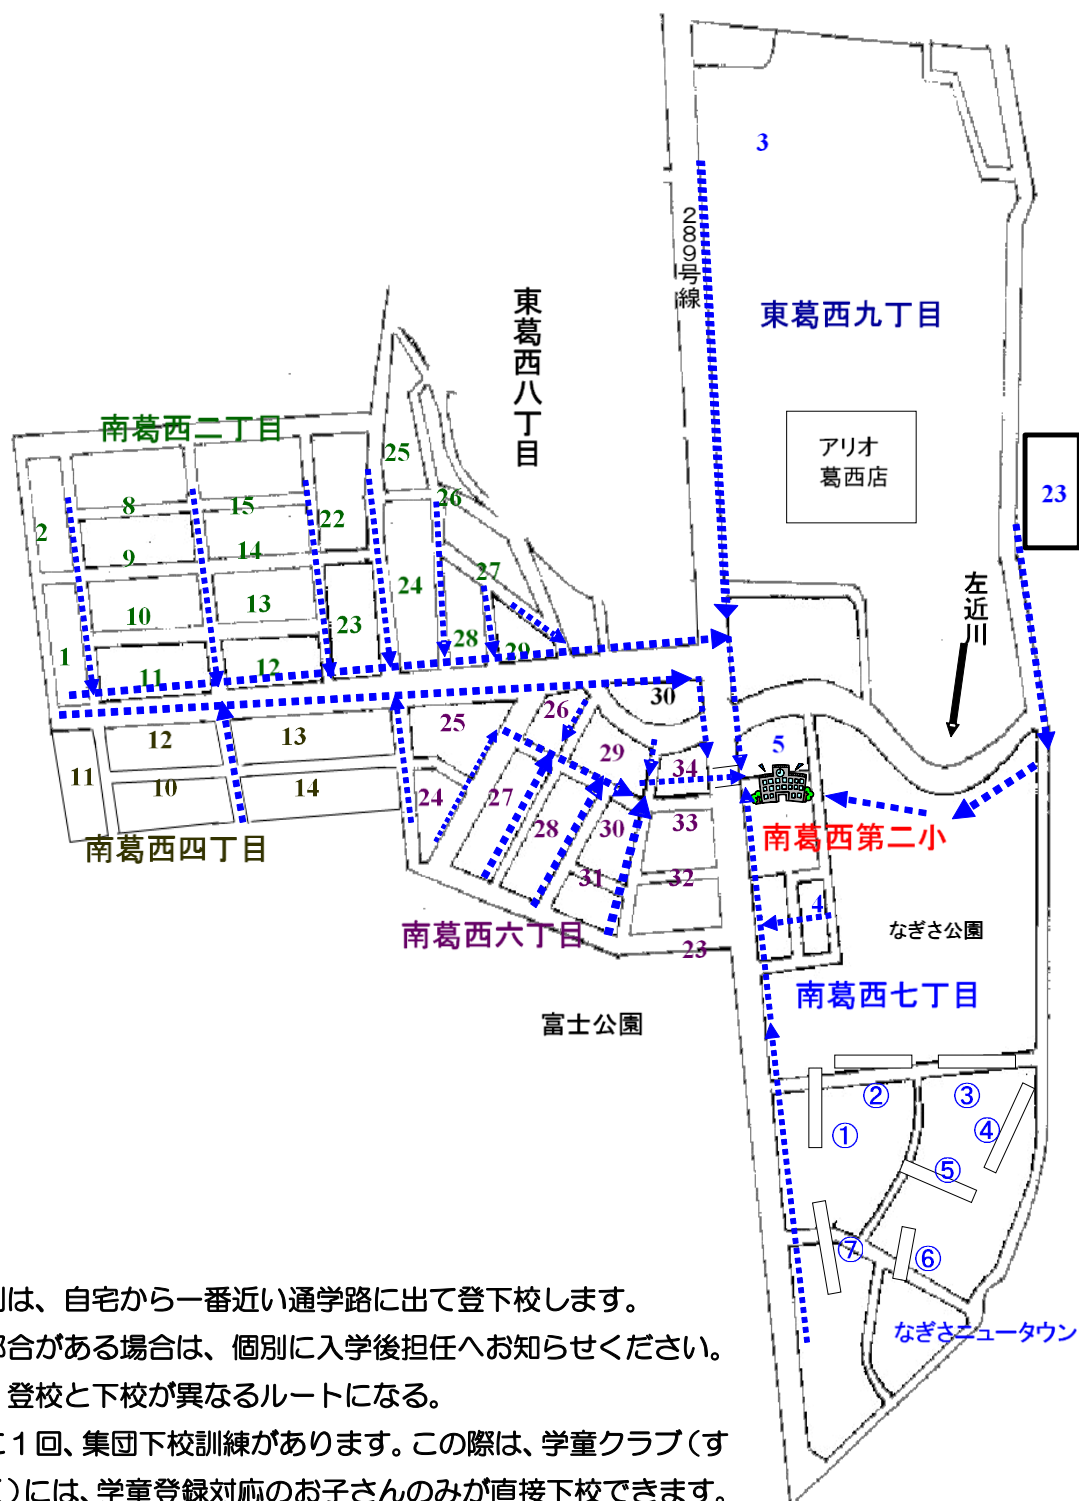 3
289号線
東葛西九丁目
東葛西八丁目
アリオ
葛西店
23
左近川
南葛西二丁目
25
26
8
15
22
2
9
14
24
27
10
13
23
28
29
1
11
12
30
12
13
11
10
14
南葛西四丁目
25
26
29
34
24
27
28
30
33
31
32
23
南葛西六丁目
5
南葛西第二小
4
なぎさ公園
南葛西七丁目
富士公園
②
③
①
④
⑤
⑦
⑥
なぎさニュータウン
は、自宅から一番近い通学路に出て登下校します。
合がある場合は、個別に入学後担任へお知らせください。
登校と下校が異なるルートになる。
1回、集団下校訓練があります。この際は、学童クラブ(す
)には、学童登録対応のお子さんのみが直接下校できます。